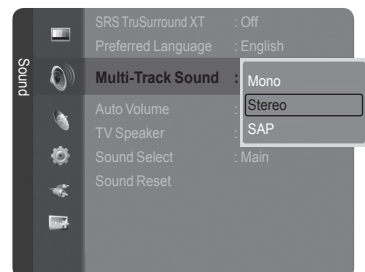 Sound
SRS TruSurround XT : Off
Preferred Language : English
Multi-Track Sound :
Mono
Stereo
SAP
Auto Volume :
TV Speaker :
Sound Select : Main
Sound Reset